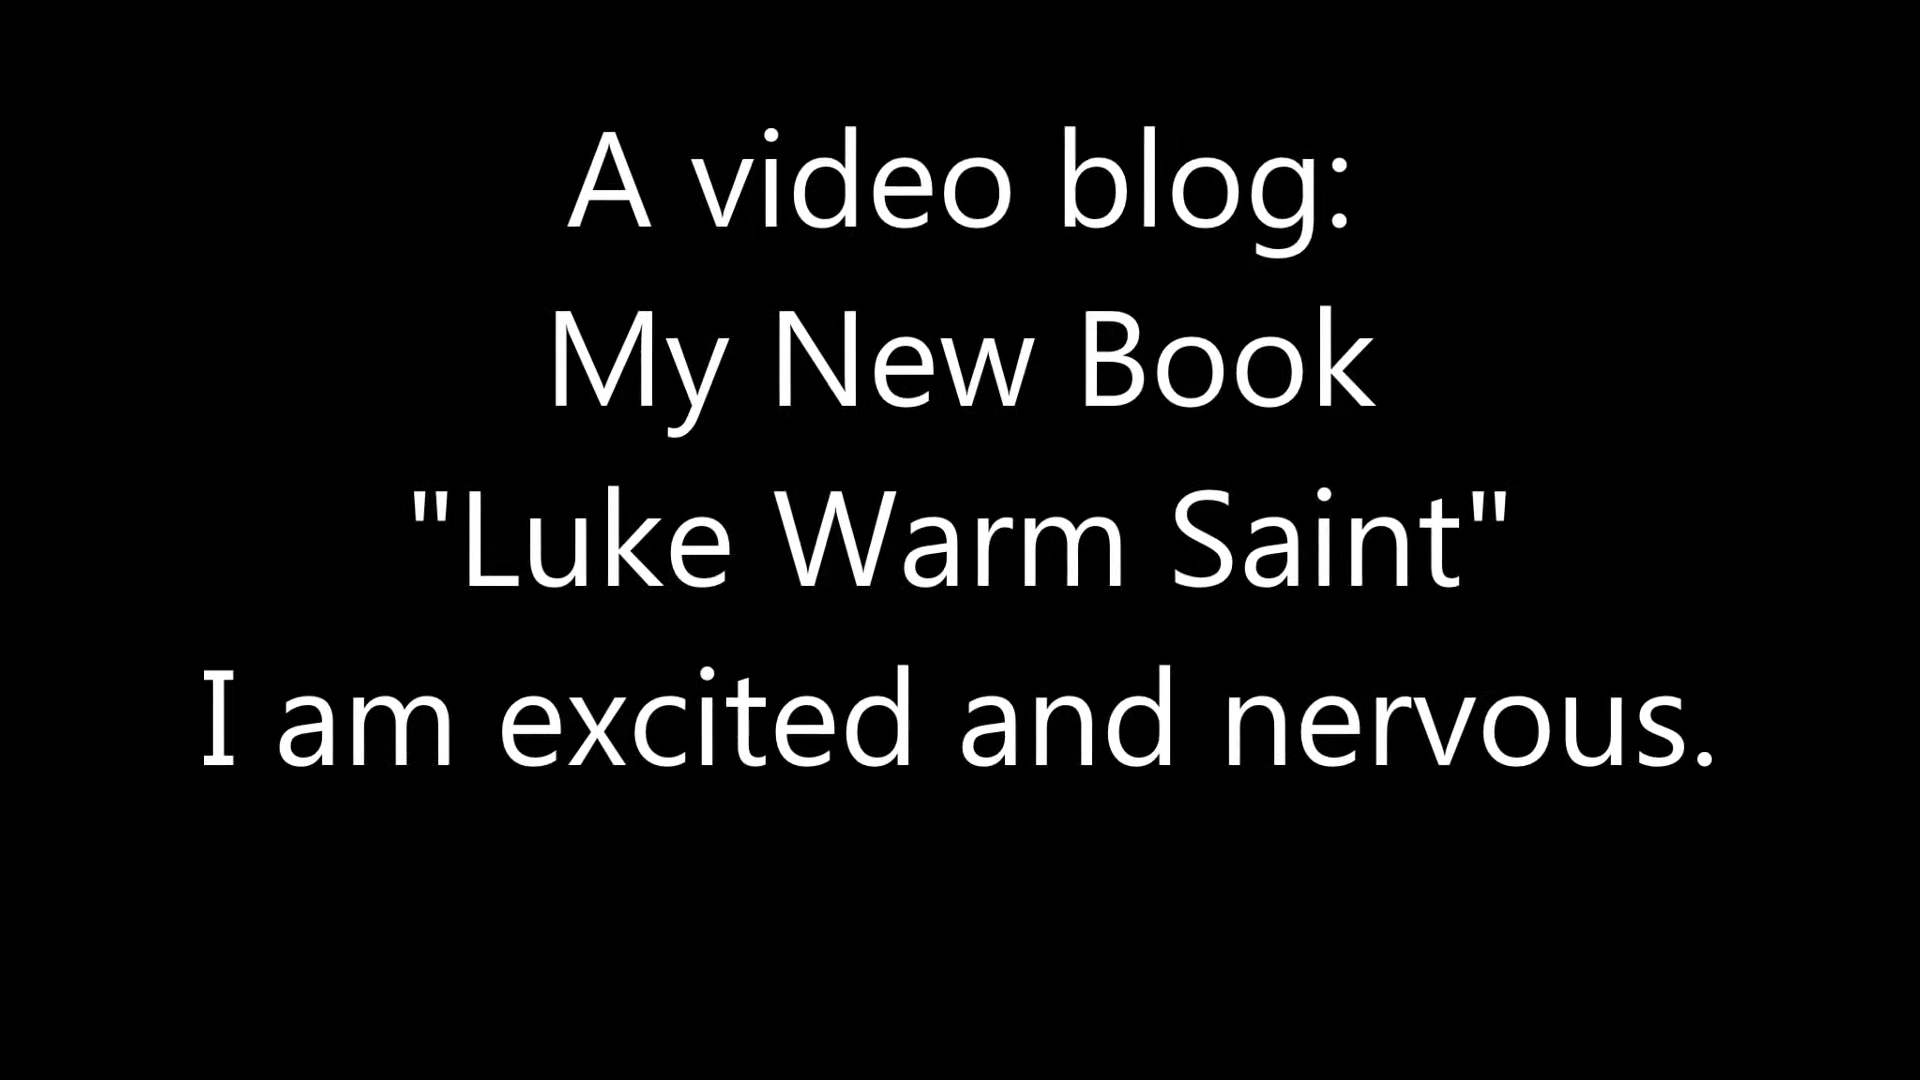 A video blog:
My New Book
"Luke Warm Saint"
I am excited and nervous.